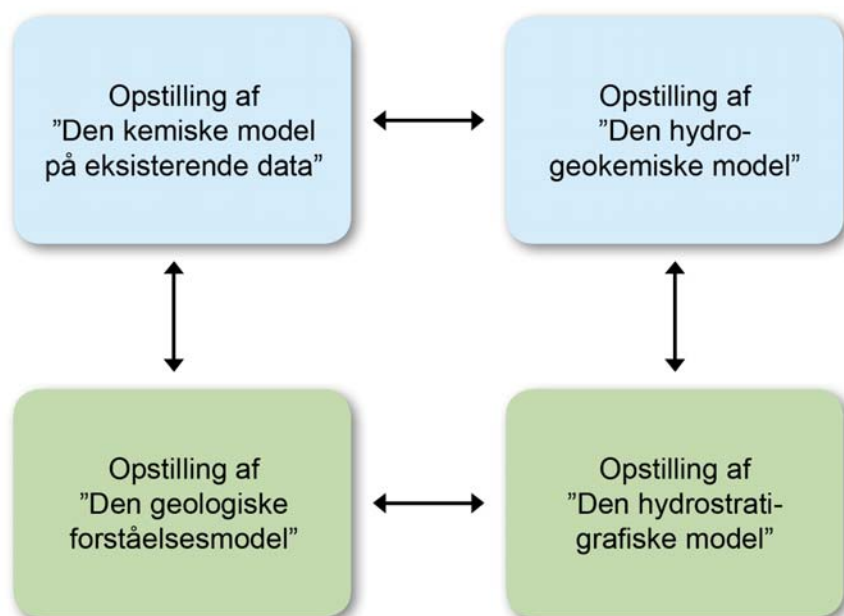 Opstilling af
”Den kemiske model
på eksisterende data”
Opstilling af
”Den hydro-
geokemiske model”
Opstilling af
”Den geologiske
forståelsesmodel”
Opstilling af
”Den hydrostrati-
grafiske model”